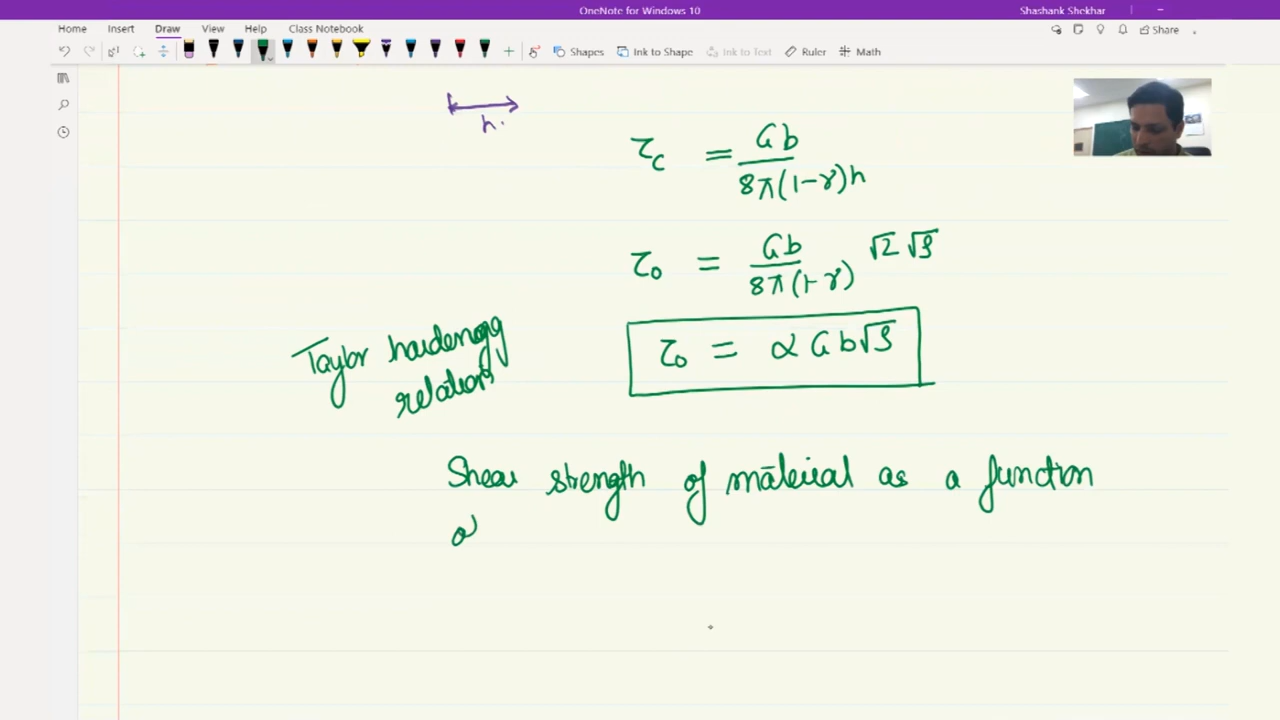 OneNote for Windows 10
Shashank Shekhar
Home Insert Draw View Help Class Notebook
Shapes Ink to Shape Ink to Text Ruler Math
Share
h.
τc = Gb / 8π(1-γ)h
τ0 = Gb / 8π(1-γ) √2 √ρ
τ0 = αGb√ρ
Taylor hardening
relation
Shear strength of material as a function
o